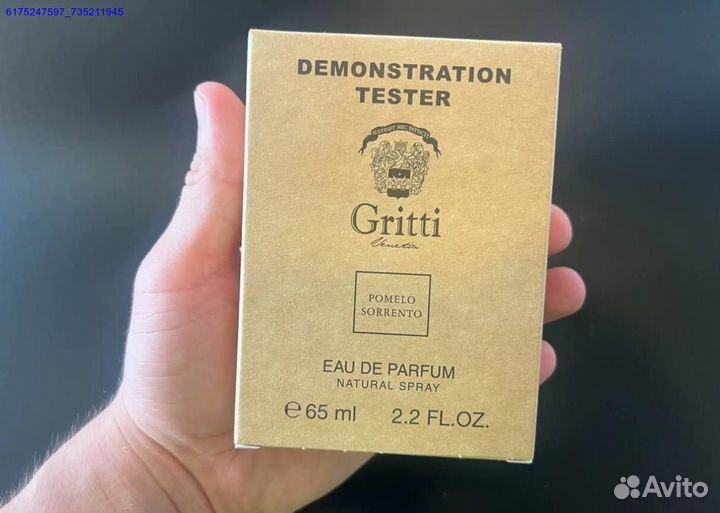 6175247597_735211945
DEMONSTRATION
TESTER
Gritti
Venetia
POMELO
SORRENTO
EAU DE PARFUM
NATURAL SPRAY
℮65 ml 2.2 FL.OZ.
Avito